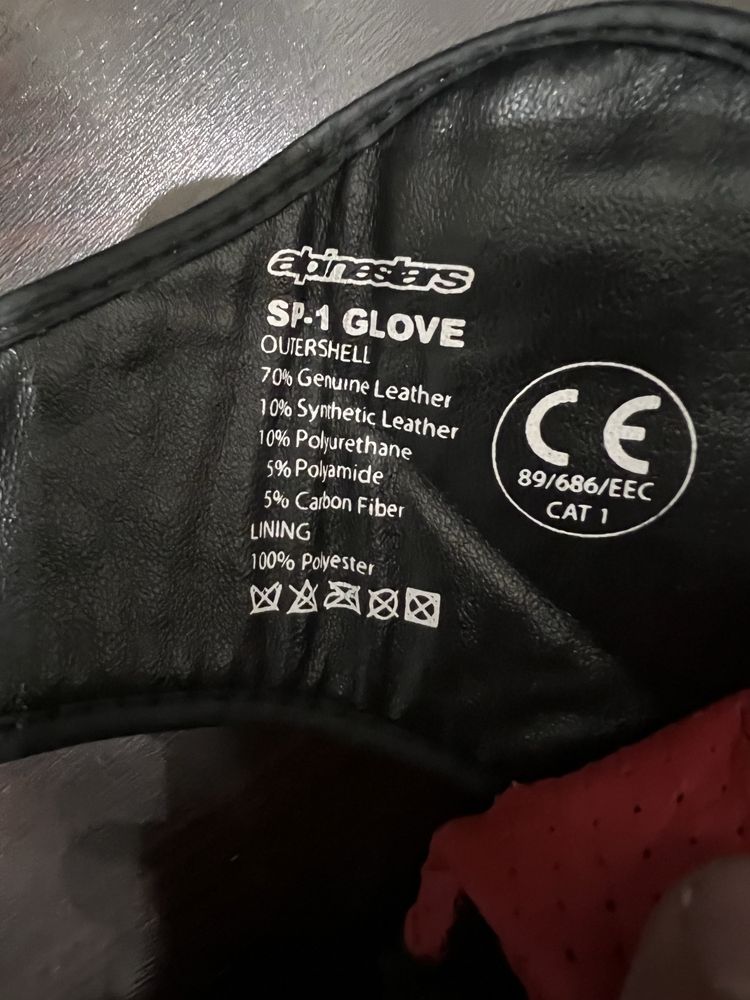 alpinestars
SP-1 GLOVE
OUTERSHELL
70% Genuine Leather
10% Synthetic Leather
10% Polyurethane
5% Polyamide
5% Carbon Fiber
LINING
100% Polyester
CE
89/686/EEC
CAT 1